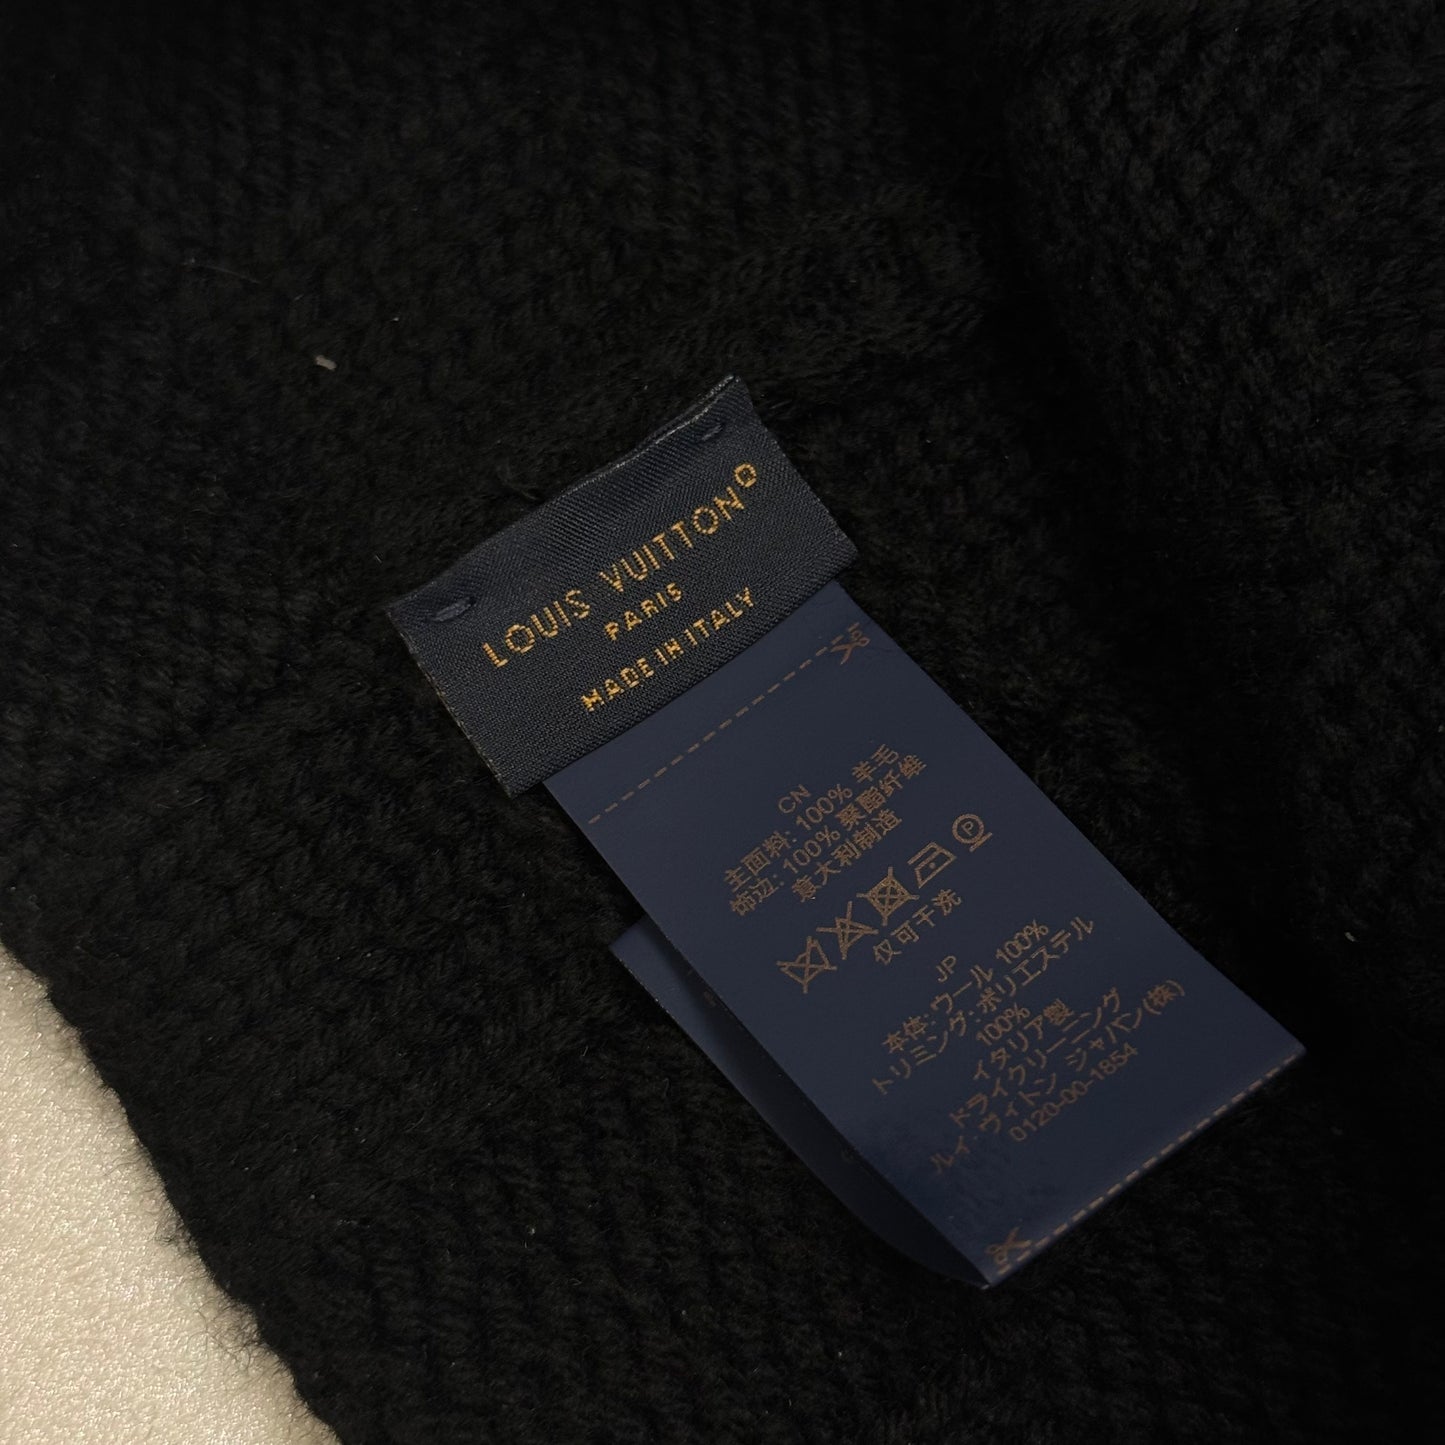 LOUIS VUITTON
PARIS
MADE IN ITALY
CN
主面料: 100% 羊毛
饰边: 100% 聚酯纤维
意大利制造
P
仅可干洗
JP
本体: ウール 100%
トリミング: ポリエステル
100%
イタリア製
ドライクリーニング
ルイ·ヴィトン ジャパン(株)
0120-00-1854